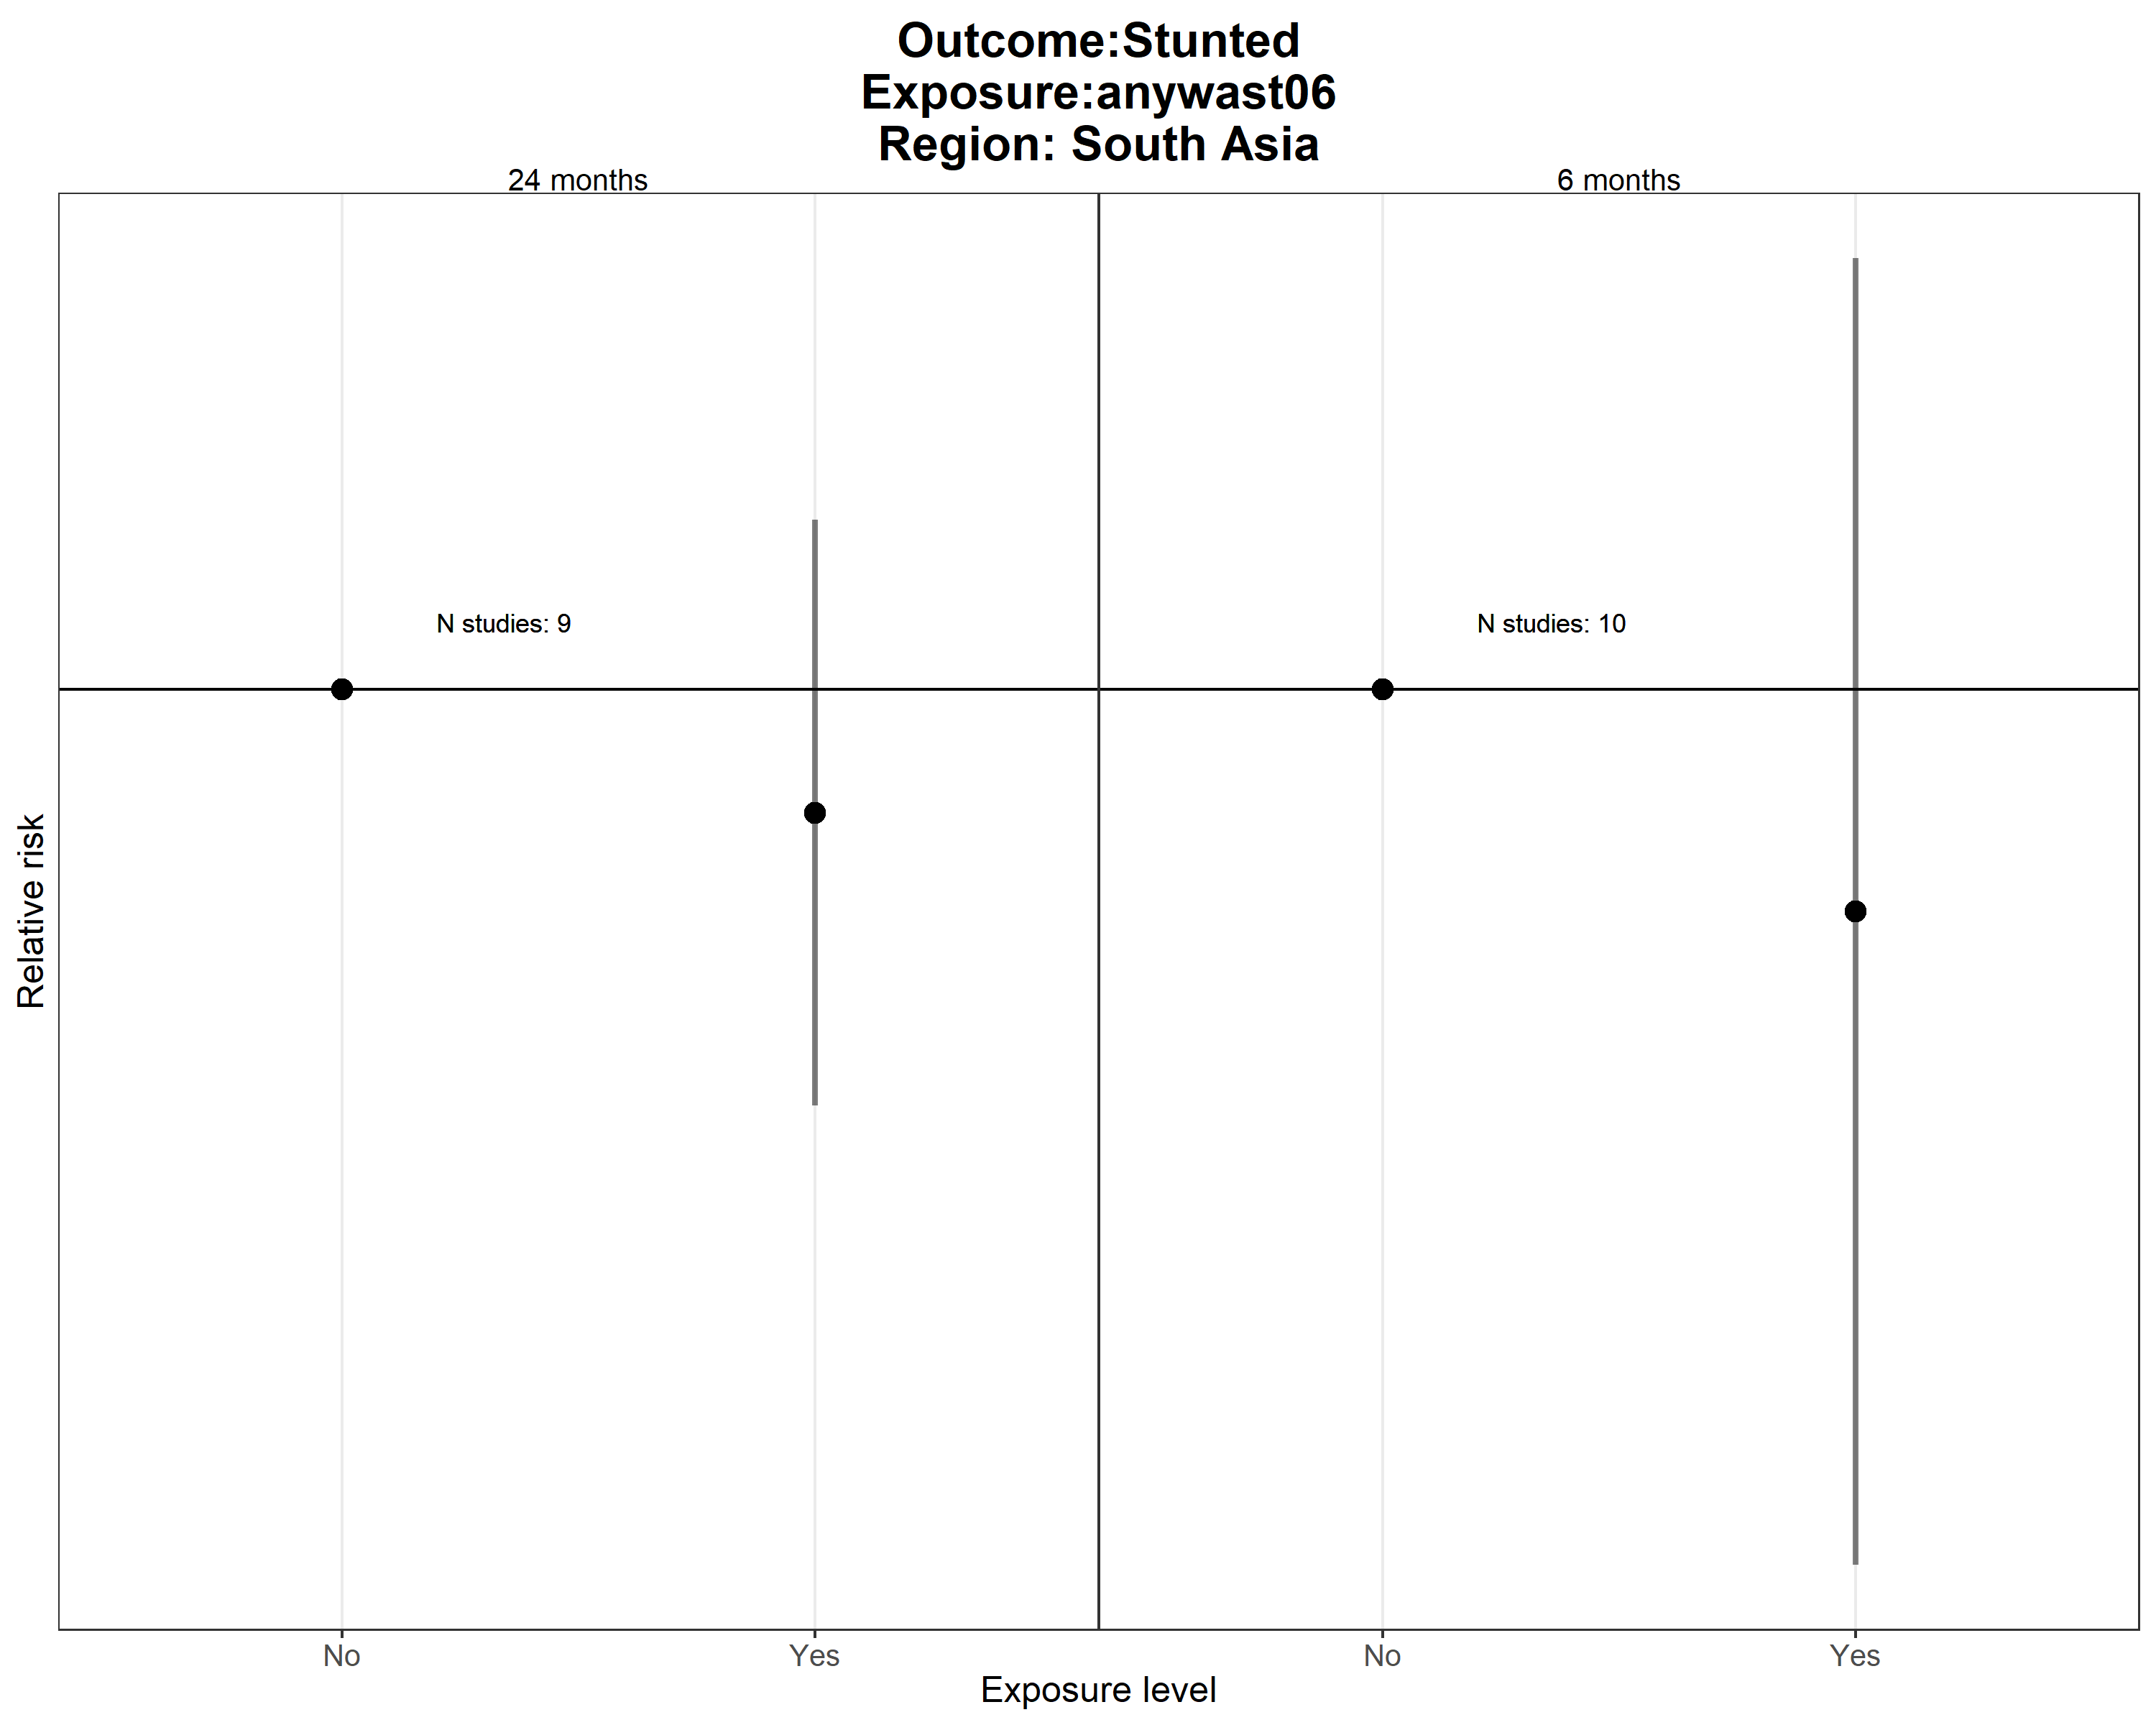 Outcome:Stunted
Exposure:anywast06
Region: South Asia
24 months
6 months
N studies: 9
N studies: 10
Relative risk
No
Yes
No
Yes
Exposure level